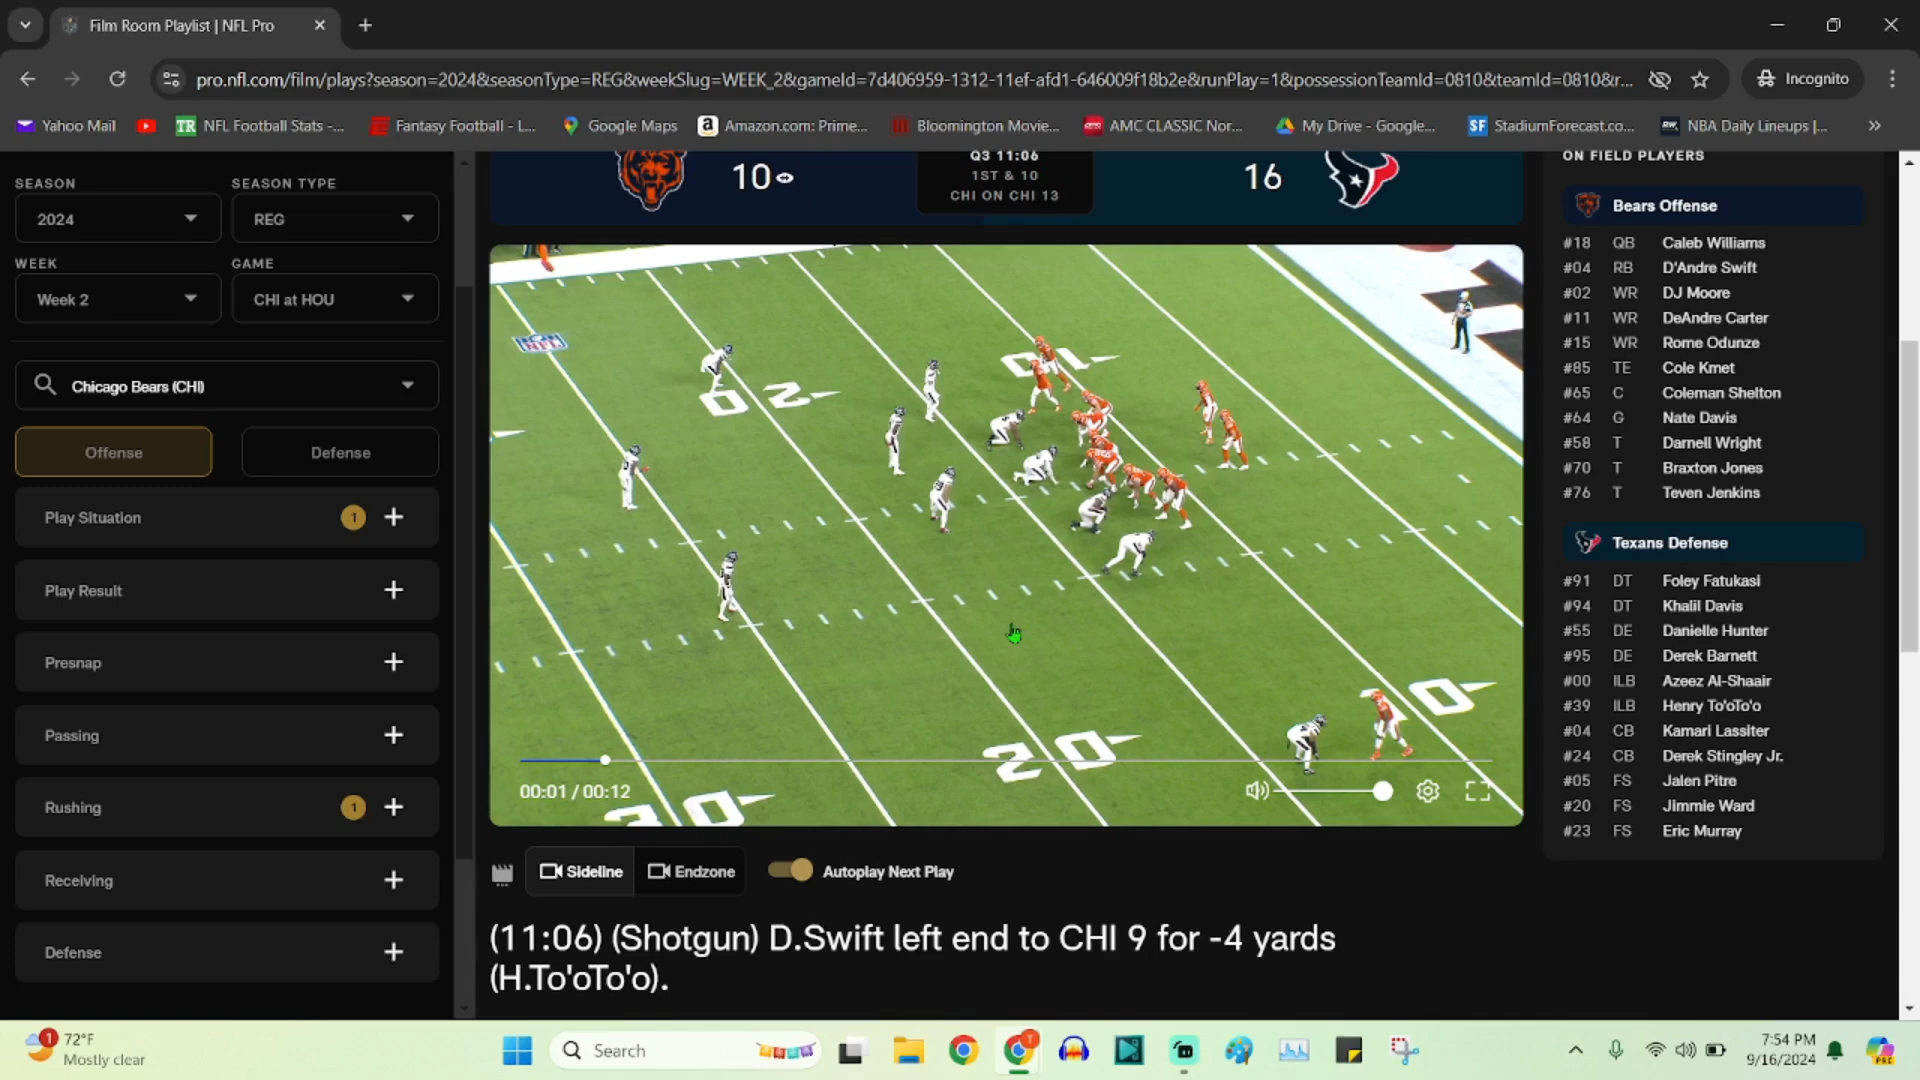 Film Room Playlist | NFL Pro
pro.nfl.com/film/plays?season=2024&seasonType=REG&weekSlug=WEEK_2&gameId=7d406959-1312-11ef-afd1-646009f18b2e&runPlay=1&possessionTeamId=0810&teamId=0810&r...
Incognito
Yahoo Mail
TR NFL Football Stats -...
Fantasy Football - L...
Google Maps
a Amazon.com: Prime...
Bloomington Movie...
amc AMC CLASSIC Nor...
My Drive - Google...
SF StadiumForecast.co...
RW. NBA Daily Lineups |...
SEASON
SEASON TYPE
2024
REG
WEEK
GAME
Week 2
CHI at HOU
Chicago Bears (CHI)
Offense
Defense
Play Situation 1
Play Result
Presnap
Passing
Rushing 1
Receiving
Defense
10
Q3 11:06
1ST & 10
CHI ON CHI 13
16
NFL
10
20
20
00:01 / 00:12
Sideline
Endzone
Autoplay Next Play
(11:06) (Shotgun) D.Swift left end to CHI 9 for -4 yards
(H.To'oTo'o).
ON FIELD PLAYERS
Bears Offense
#18 QB Caleb Williams
#04 RB D'Andre Swift
#02 WR DJ Moore
#11 WR DeAndre Carter
#15 WR Rome Odunze
#85 TE Cole Kmet
#65 C Coleman Shelton
#64 G Nate Davis
#58 T Darnell Wright
#70 T Braxton Jones
#76 T Teven Jenkins
Texans Defense
#91 DT Foley Fatukasi
#94 DT Khalil Davis
#55 DE Danielle Hunter
#95 DE Derek Barnett
#00 ILB Azeez Al-Shaair
#39 ILB Henry To'oTo'o
#04 CB Kamari Lassiter
#24 CB Derek Stingley Jr.
#05 FS Jalen Pitre
#20 FS Jimmie Ward
#23 FS Eric Murray
1
72°F
Mostly clear
Search
T
7:54 PM
9/16/2024
PRE